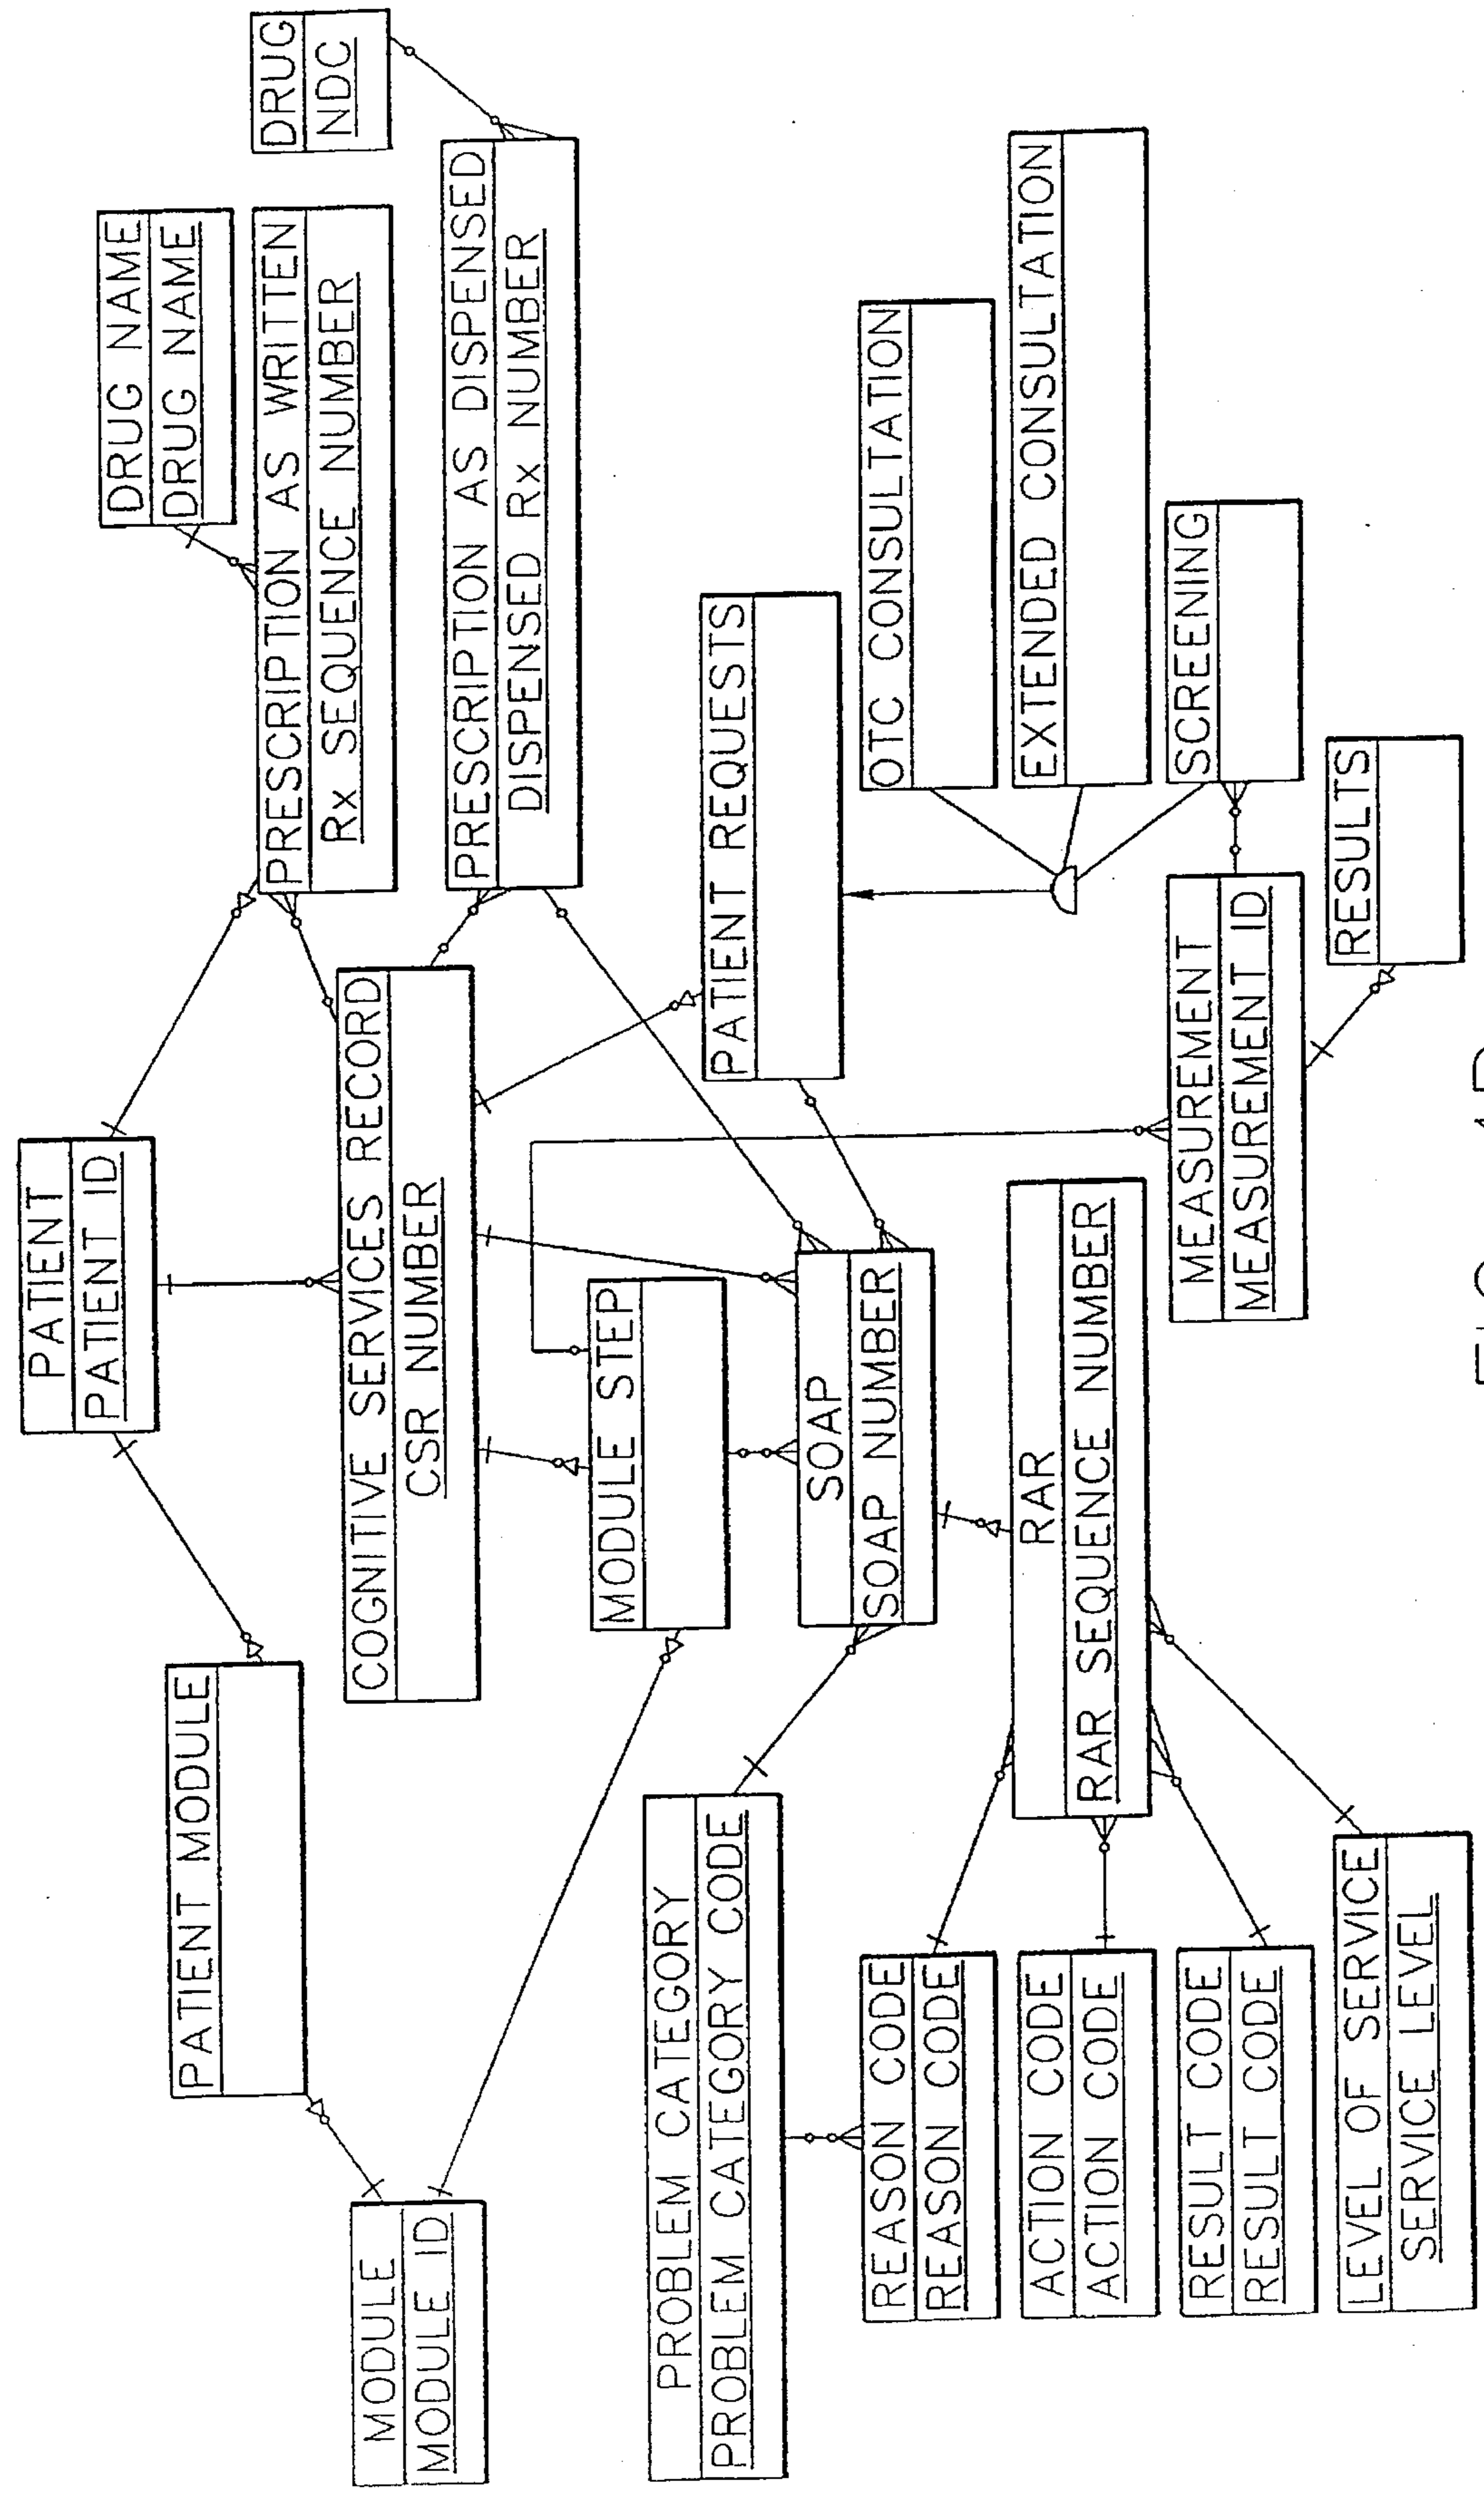 PATIENT
PATIENT ID
DRUG NAME
DRUG NAME
PATIENT MODULE
PRESCRIPTION AS WRITTEN
Rx SEQUENCE NUMBER
DRUG
NDC
MODULE
MODULE ID
COGNITIVE SERVICES RECORD
CSR NUMBER
PRESCRIPTION AS DISPENSED
DISPENSED Rx NUMBER
MODULE STEP
PROBLEM CATEGORY
PROBLEM CATEGORY CODE
PATIENT REQUESTS
SOAP
SOAP NUMBER
REASON CODE
REASON CODE
OTC CONSULTATION
RAR
RAR SEQUENCE NUMBER
ACTION CODE
ACTION CODE
EXTENDED CONSULTATION
RESULT CODE
RESULT CODE
MEASUREMENT
MEASUREMENT ID
SCREENING
LEVEL OF SERVICE
SERVICE LEVEL
RESULTS